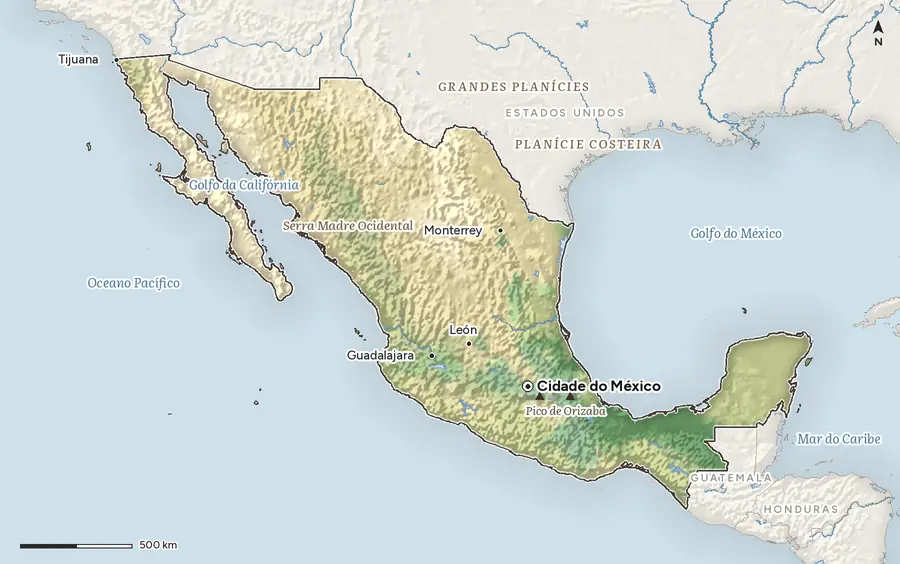 N
Tijuana
GRANDES PLANÍCIES
ESTADOS UNIDOS
PLANÍCIE COSTEIRA
Golfo da Califórnia
Serra Madre Ocidental
Monterrey
Golfo do México
Oceano Pacífico
León
Guadalajara
Cidade do México
Pico de Orizaba
Mar do Caribe
GUATEMALA
HONDURAS
500 km